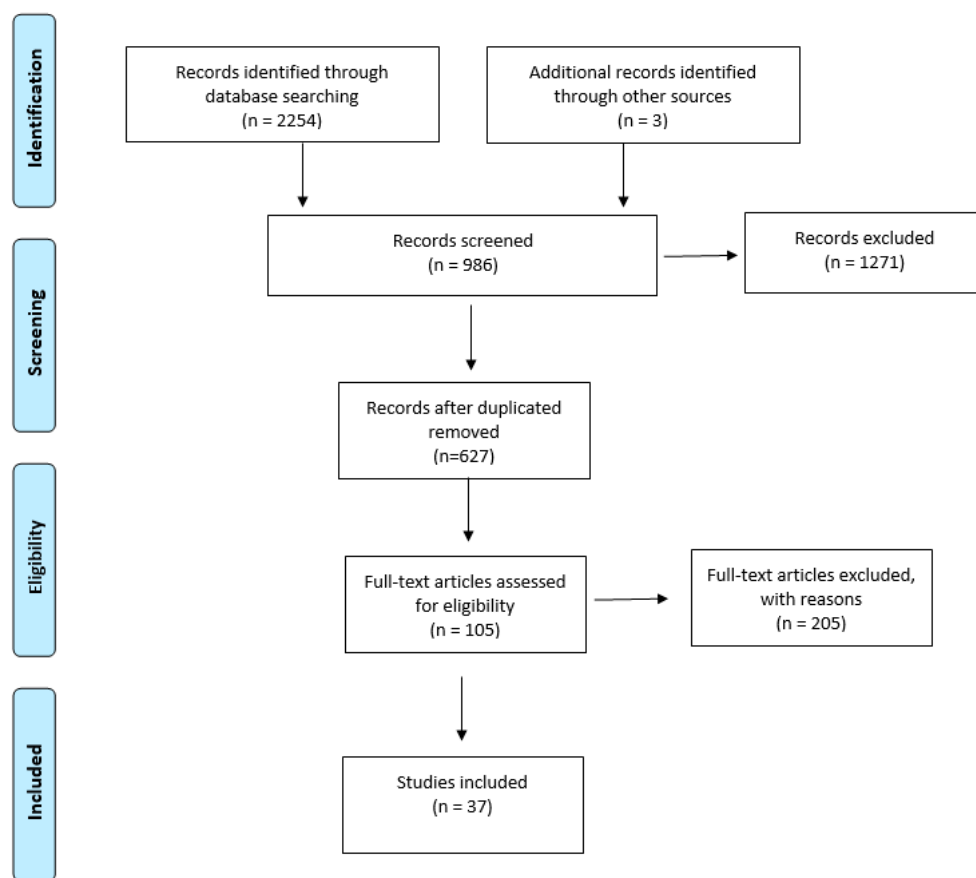 Identification
Records identified through
database searching
(n = 2254)
Additional records identified
through other sources
(n = 3)
Screening
Records screened
(n = 986)
Records excluded
(n = 1271)
Records after duplicated
removed
(n=627)
Eligibility
Full-text articles assessed
for eligibility
(n = 105)
Full-text articles excluded,
with reasons
(n = 205)
Included
Studies included
(n = 37)